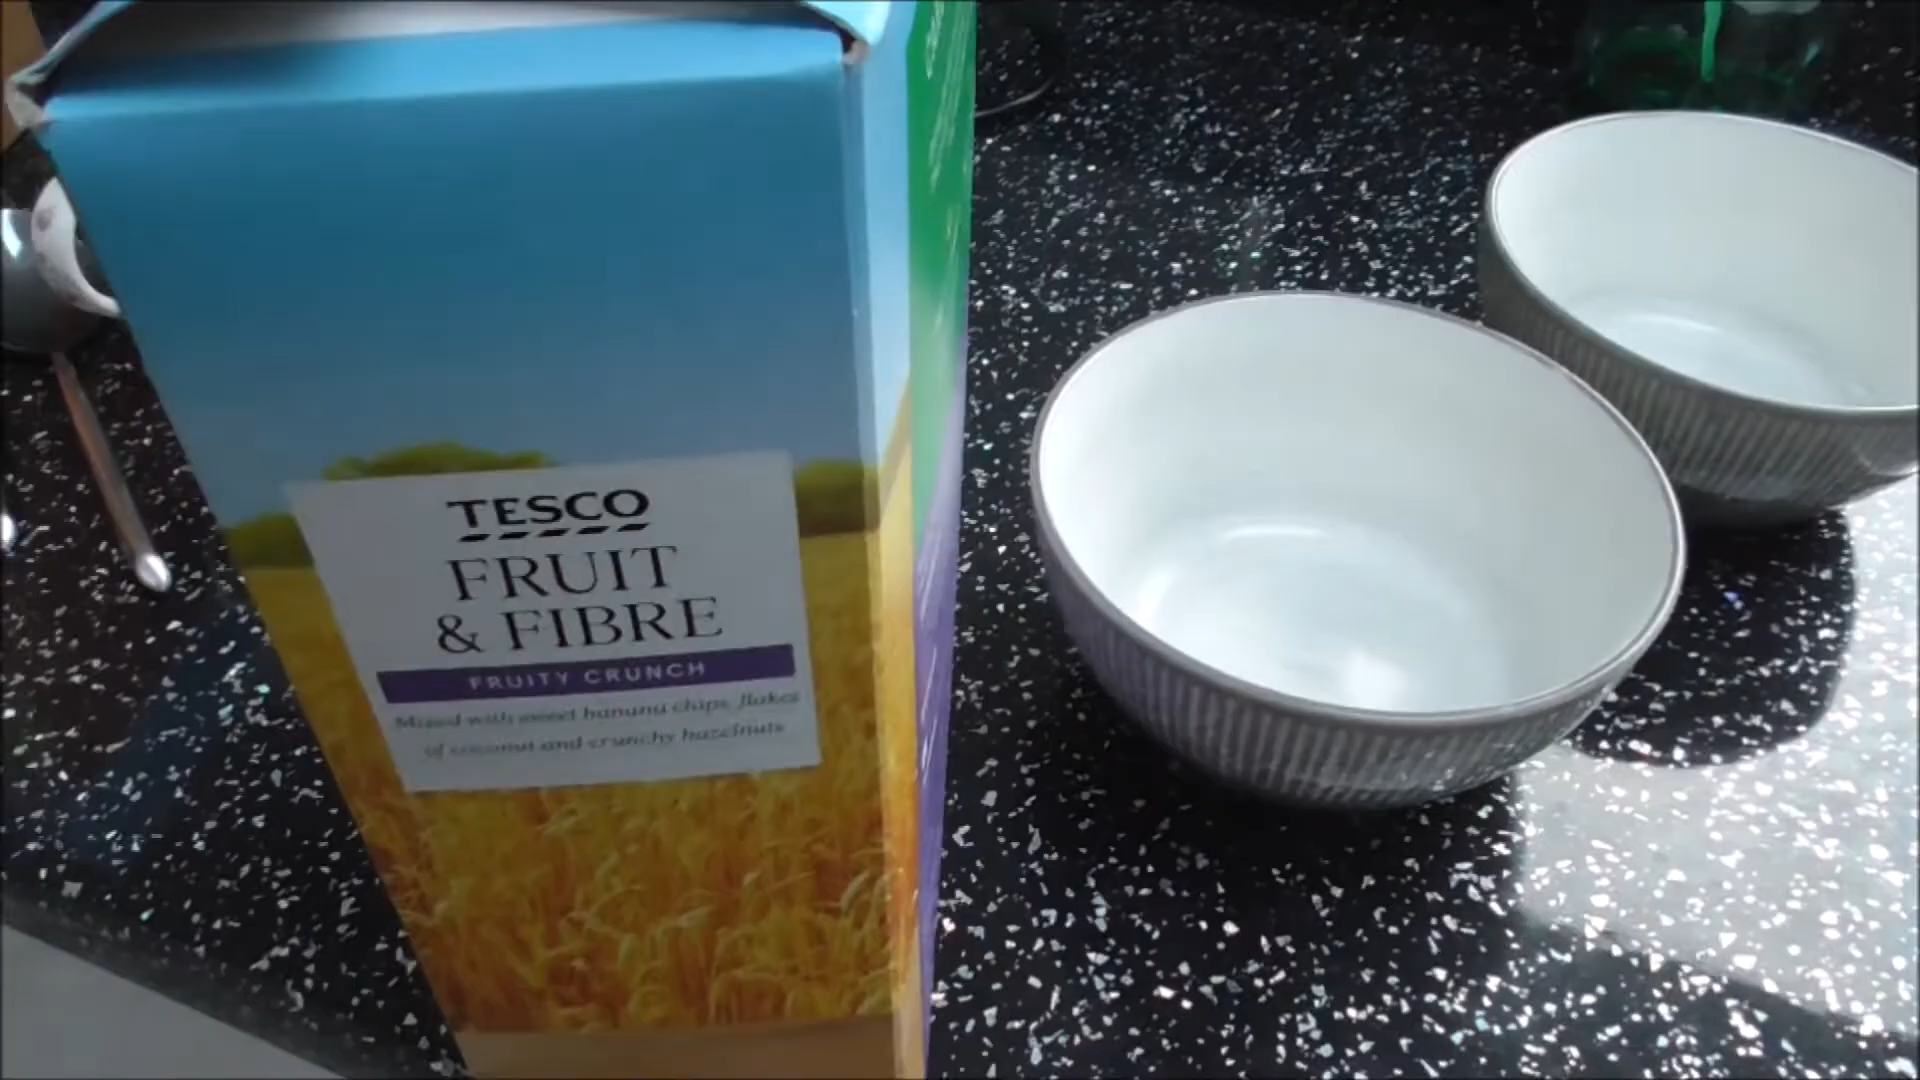 TESCO
FRUIT
& FIBRE
FRUITY CRUNCH
Mixed with sweet banana chips, flakes
of coconut and crunchy hazelnuts